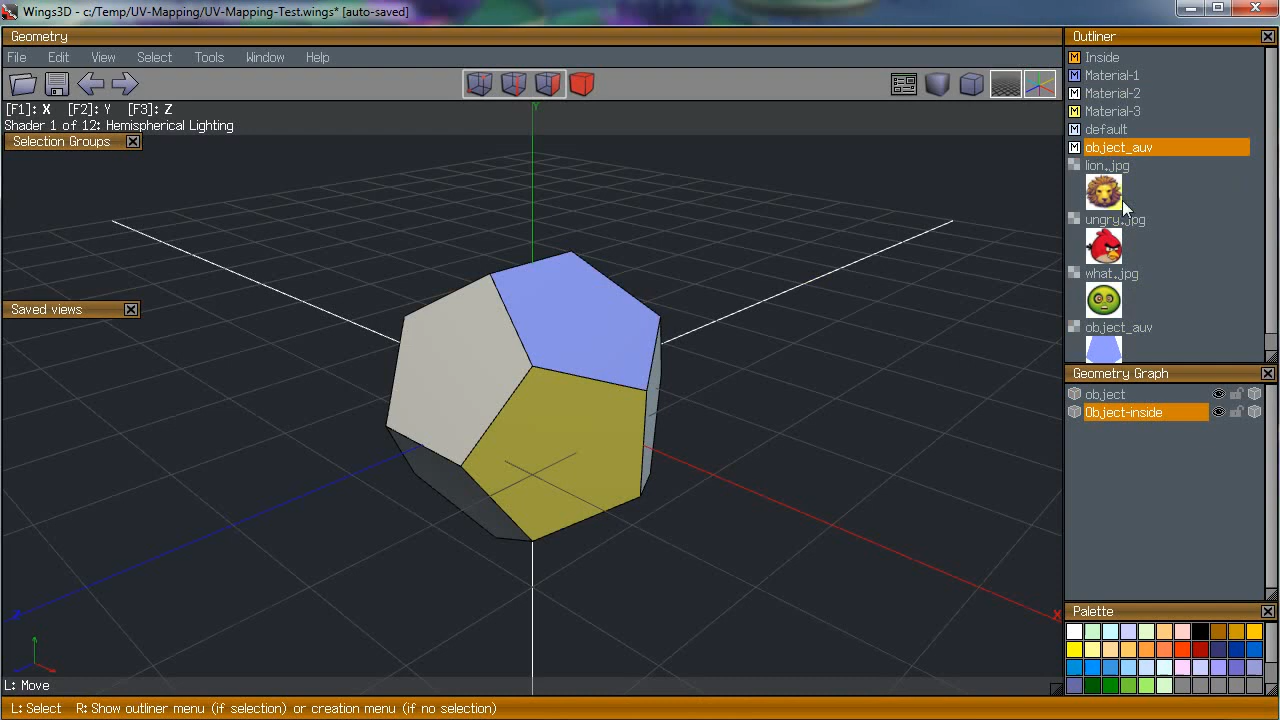 Wings3D - c:/Temp/UV-Mapping/UV-Mapping-Test.wings* [auto-saved]
Geometry
File Edit View Select Tools Window Help
[F1]: X [F2]: Y [F3]: Z
Shader 1 of 12: Hemispherical Lighting
Selection Groups
Saved views
Y
Z
X
L: Move
Outliner
M Inside
M Material-1
M Material-2
M Material-3
M default
M object_auv
lion.jpg
ungry.jpg
what.jpg
object_auv
Geometry Graph
object
Object-inside
Palette
L: Select R: Show outliner menu (if selection) or creation menu (if no selection)